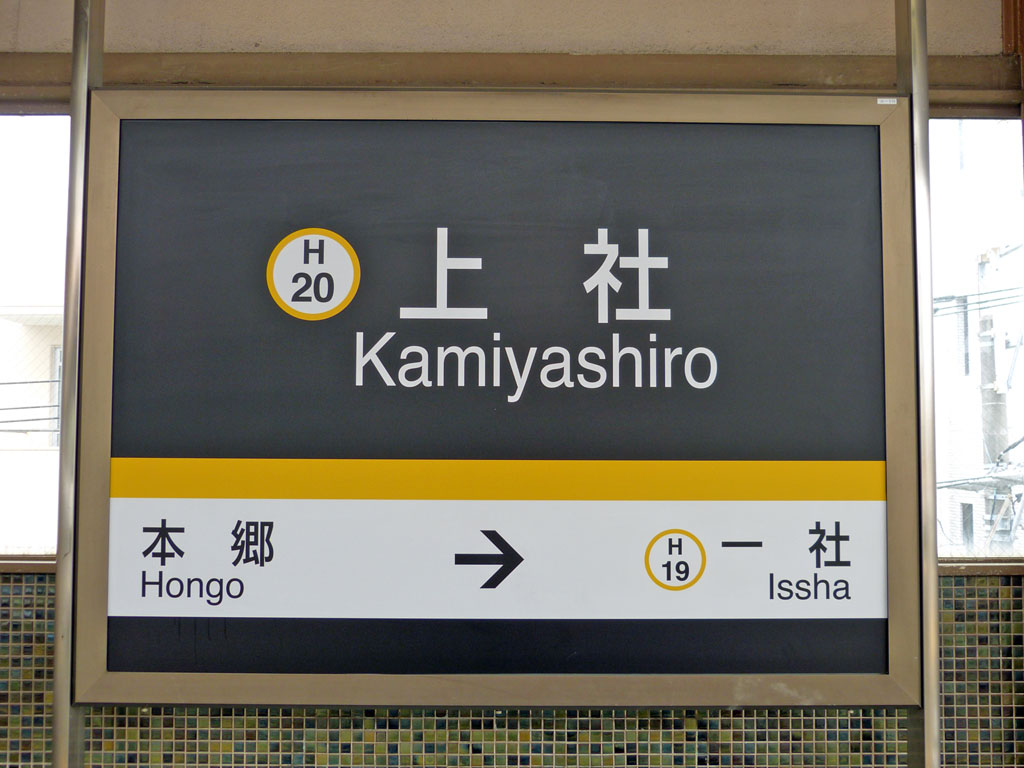 H
20
上 社
Kamiyashiro
本 郷
Hongo
→
H
19
一 社
Issha